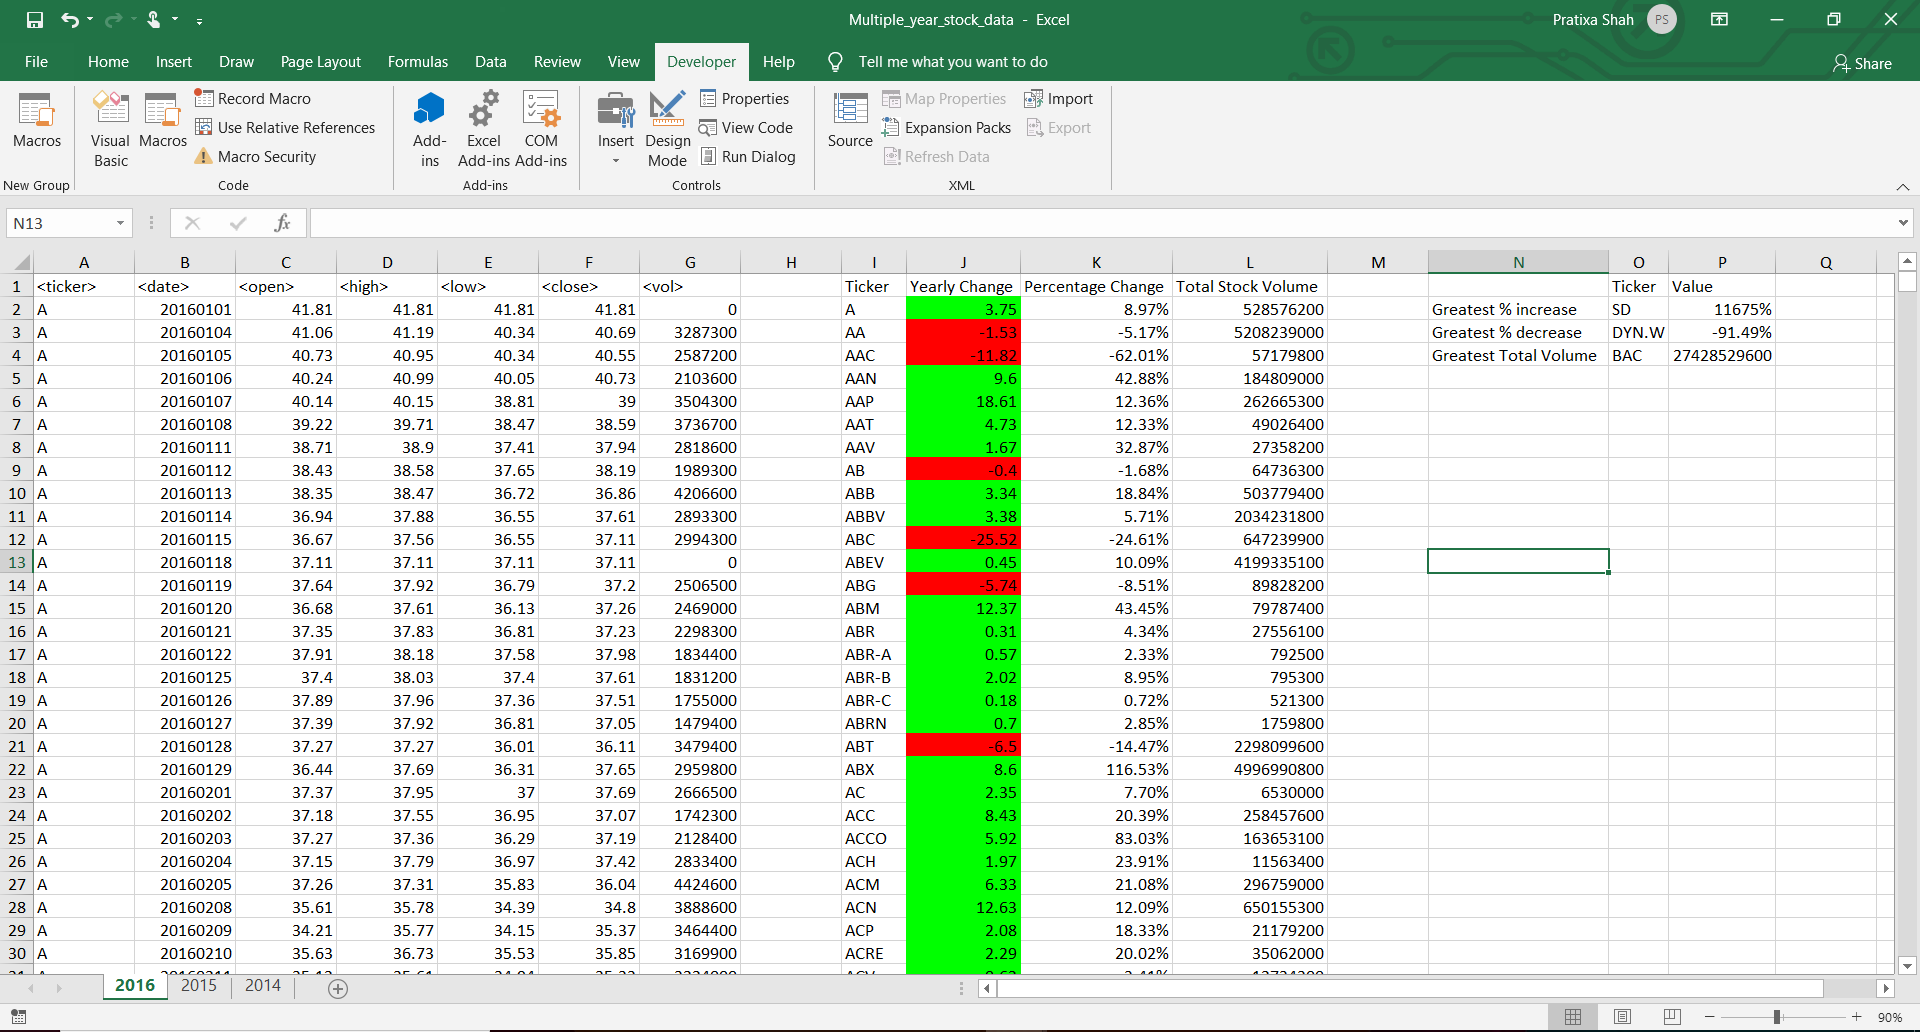 Multiple_year_stock_data - Excel
Pratixa Shah PS
File Home Insert Draw Page Layout Formulas Data Review View Developer Help Tell me what you want to do Share
Macros
New Group
Visual Basic
Macros
Record Macro
Use Relative References
Macro Security
Code
Add-ins
Excel Add-ins
COM Add-ins
Add-ins
Insert
Design Mode
Properties
View Code
Run Dialog
Controls
Source
Map Properties
Expansion Packs
Refresh Data
Import
Export
XML
N13 fx
A B C D E F G H I J K L M N O P Q
1 <ticker> <date> <open> <high> <low> <close> <vol> Ticker Yearly Change Percentage Change Total Stock Volume Ticker Value
2 A 20160101 41.81 41.81 41.81 41.81 0 A 3.75 8.97% 528576200 Greatest % increase SD 11675%
3 A 20160104 41.06 41.19 40.34 40.69 3287300 AA -1.53 -5.17% 5208239000 Greatest % decrease DYN.W -91.49%
4 A 20160105 40.73 40.95 40.34 40.55 2587200 AAC -11.82 -62.01% 57179800 Greatest Total Volume BAC 27428529600
5 A 20160106 40.24 40.99 40.05 40.73 2103600 AAN 9.6 42.88% 184809000
6 A 20160107 40.14 40.15 38.81 39 3504300 AAP 18.61 12.36% 262665300
7 A 20160108 39.22 39.71 38.47 38.59 3736700 AAT 4.73 12.33% 49026400
8 A 20160111 38.71 38.9 37.41 37.94 2818600 AAV 1.67 32.87% 27358200
9 A 20160112 38.43 38.58 37.65 38.19 1989300 AB -0.4 -1.68% 64736300
10 A 20160113 38.35 38.47 36.72 36.86 4206600 ABB 3.34 18.84% 503779400
11 A 20160114 36.94 37.88 36.55 37.61 2893300 ABBV 3.38 5.71% 2034231800
12 A 20160115 36.67 37.56 36.55 37.11 2994300 ABC -25.52 -24.61% 647239900
13 A 20160118 37.11 37.11 37.11 37.11 0 ABEV 0.45 10.09% 4199335100
14 A 20160119 37.64 37.92 36.79 37.2 2506500 ABG -5.74 -8.51% 89828200
15 A 20160120 36.68 37.61 36.13 37.26 2469000 ABM 12.37 43.45% 79787400
16 A 20160121 37.35 37.83 36.81 37.23 2298300 ABR 0.31 4.34% 27556100
17 A 20160122 37.91 38.18 37.58 37.98 1834400 ABR-A 0.57 2.33% 792500
18 A 20160125 37.4 38.03 37.4 37.61 1831200 ABR-B 2.02 8.95% 795300
19 A 20160126 37.89 37.96 36.82 37.51 1755000 ABR-C 0.18 0.72% 521300
20 A 20160127 37.39 37.92 36.81 37.05 1479400 ABRN 0.7 2.85% 1759800
21 A 20160128 37.27 37.27 36.01 36.11 3479400 ABT -6.5 -14.47% 2298099600
22 A 20160129 36.44 37.69 36.31 37.65 2959800 ABX 8.6 116.53% 4996990800
23 A 20160201 37.37 37.95 37 37.69 2666500 AC 2.35 7.70% 6530000
24 A 20160202 37.18 37.55 36.95 37.07 1742300 ACC 8.43 20.39% 258457600
25 A 20160203 37.27 37.36 36.29 37.19 2128400 ACCO 5.92 83.03% 163653100
26 A 20160204 37.15 37.79 36.97 37.42 2833400 ACH 1.97 23.91% 11563400
27 A 20160205 37.26 37.31 35.83 36.04 4424600 ACM 6.33 21.08% 296759000
28 A 20160208 35.61 35.78 34.39 34.8 3888600 ACN 12.63 12.09% 650155300
29 A 20160209 34.21 35.77 34.15 35.37 3464400 ACP 2.08 18.33% 21179200
30 A 20160210 35.63 36.73 35.53 35.85 3169900 ACRE 2.29 20.02% 35062000
2016 2015 2014
90%